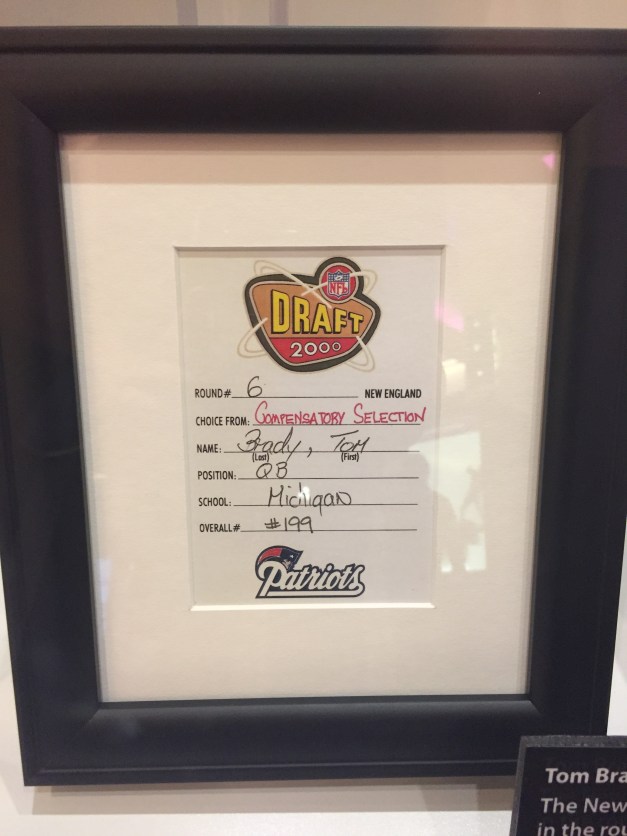 NFL
DRAFT
2000
ROUND# 6 NEW ENGLAND
CHOICE FROM: COMPENSATORY SELECTION
NAME: Brady, TOM
(Last) (First)
POSITION: QB
SCHOOL: Michigan
OVERALL# #199
Patriots
Tom Bra
The New
in the rou